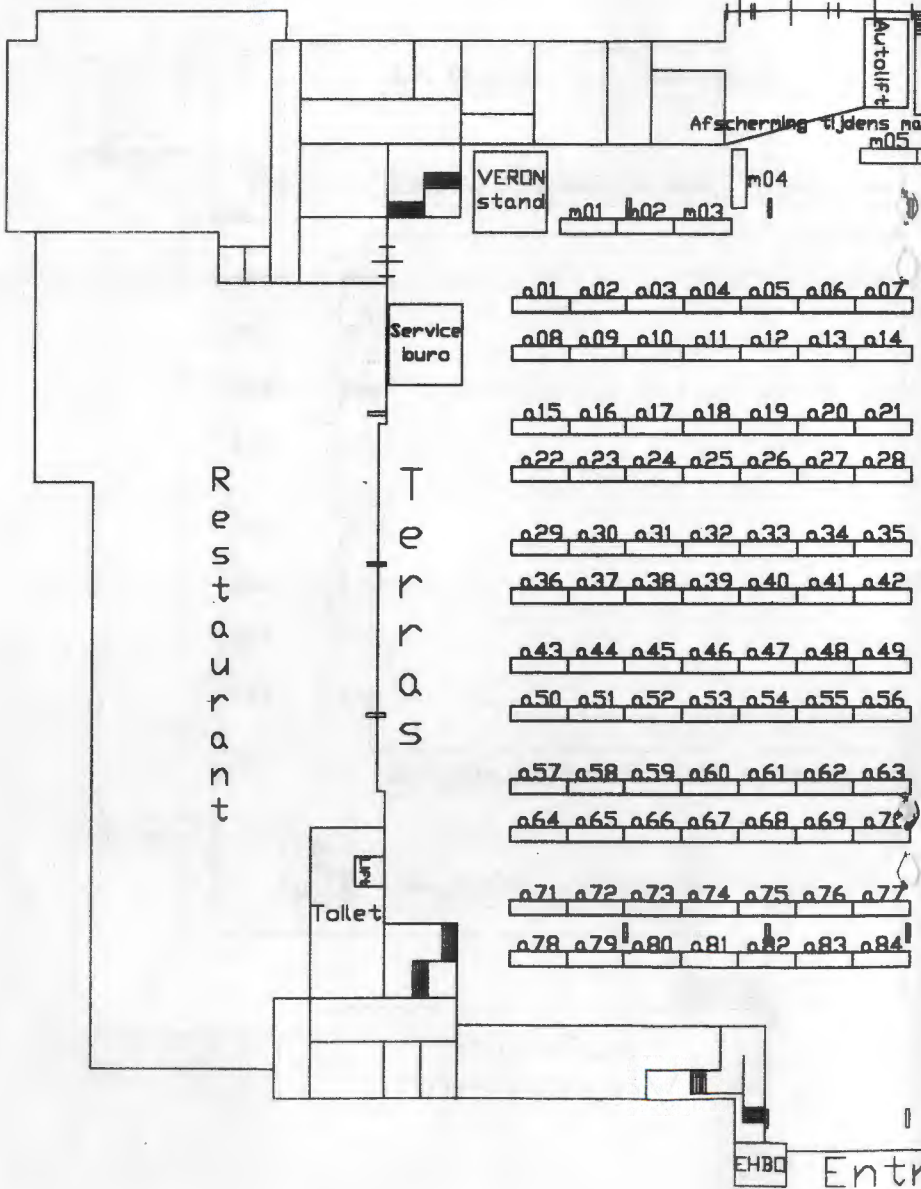 Autolift
Afscherming tijdens ma
m05
VERON
stand
m04
m01 m02 m03
a01 a02 a03 a04 a05 a06 a07
Service
buro
a08 a09 a10 a11 a12 a13 a14
a15 a16 a17 a18 a19 a20 a21
a22 a23 a24 a25 a26 a27 a28
Restaurant
Terras
a29 a30 a31 a32 a33 a34 a35
a36 a37 a38 a39 a40 a41 a42
a43 a44 a45 a46 a47 a48 a49
a50 a51 a52 a53 a54 a55 a56
a57 a58 a59 a60 a61 a62 a63
a64 a65 a66 a67 a68 a69 a70
Lift
Toilet
a71 a72 a73 a74 a75 a76 a77
a78 a79 a80 a81 a82 a83 a84
EHBO
Entr